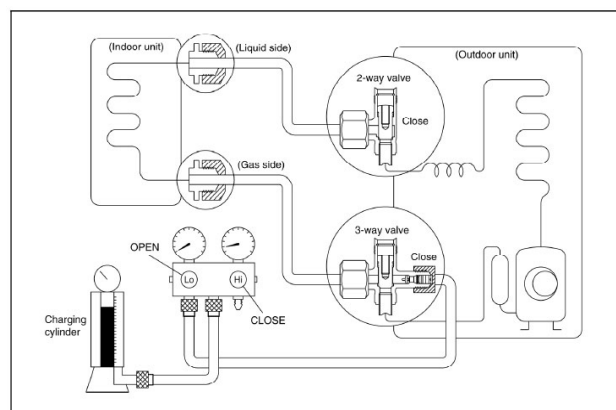 (Indoor unit)
(Liquid side)
(Outdoor unit)
2-way valve
Close
(Gas side)
3-way valve
Close
OPEN
Lo
Hi
CLOSE
Charging
cylinder